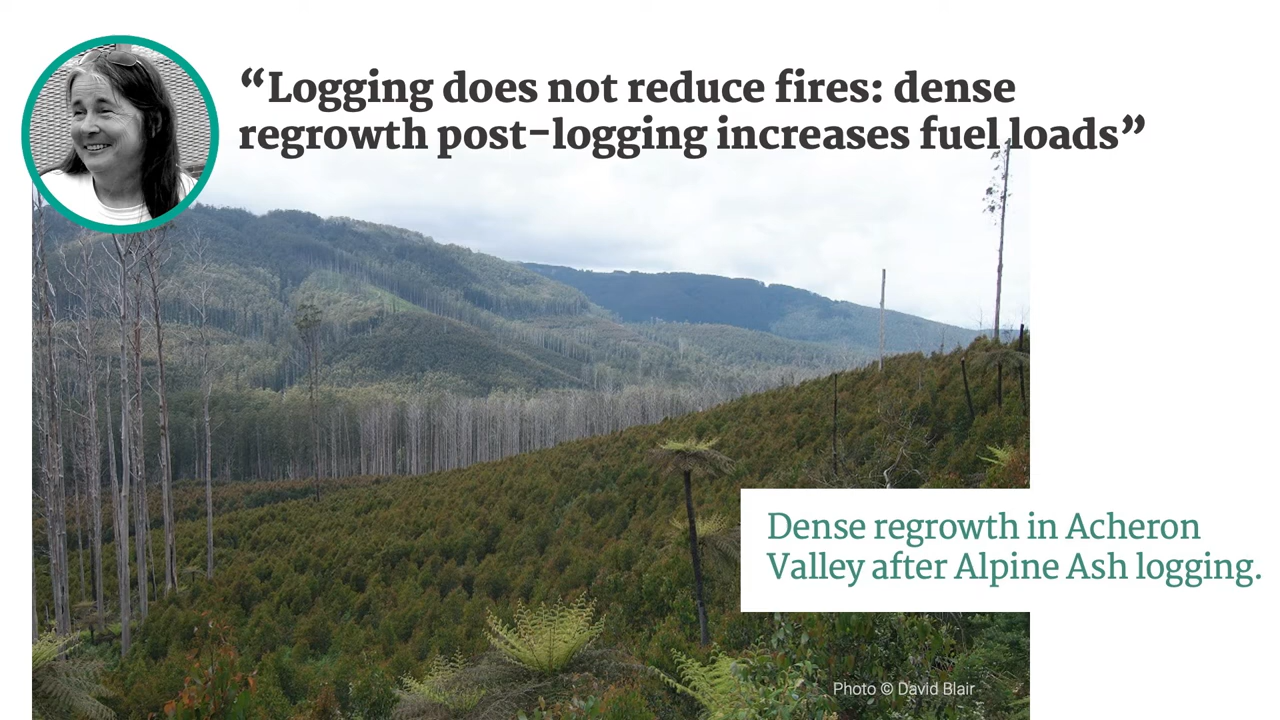 “Logging does not reduce fires: dense
regrowth post-logging increases fuel loads”
Dense regrowth in Acheron
Valley after Alpine Ash logging.
Photo © David Blair